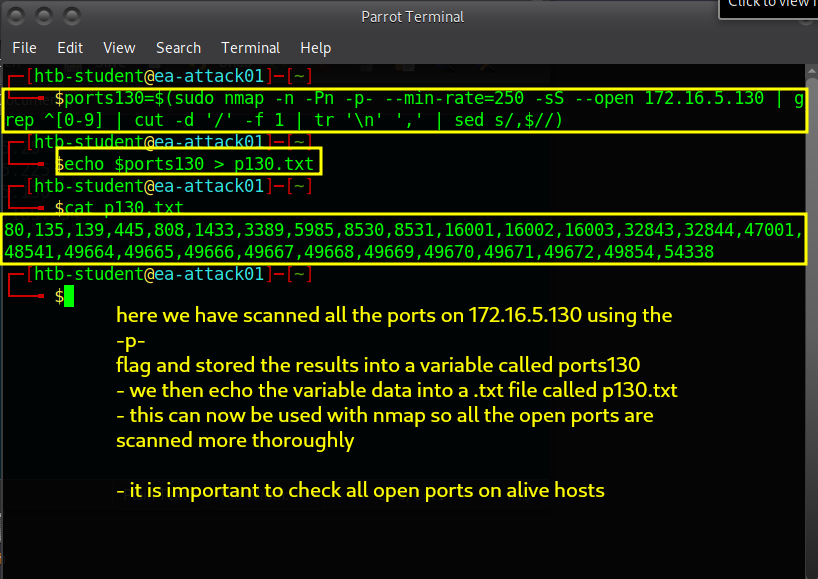 Click to view
Parrot Terminal
File Edit View Search Terminal Help
[htb-student@ea-attack01]─[~]
$ports130=$(sudo nmap -n -Pn -p- --min-rate=250 -sS --open 172.16.5.130 | g
rep ^[0-9] | cut -d '/' -f 1 | tr '\n' ',' | sed s/,$//)
[htb-student@ea-attack01]─[~]
$echo $ports130 > p130.txt
[htb-student@ea-attack01]─[~]
$cat p130.txt
80,135,139,445,808,1433,3389,5985,8530,8531,16001,16002,16003,32843,32844,47001,
48541,49664,49665,49666,49667,49668,49669,49670,49671,49672,49854,54338
[htb-student@ea-attack01]─[~]
$
here we have scanned all the ports on 172.16.5.130 using the
-p-
flag and stored the results into a variable called ports130
- we then echo the variable data into a .txt file called p130.txt
- this can now be used with nmap so all the open ports are
scanned more thoroughly
- it is important to check all open ports on alive hosts